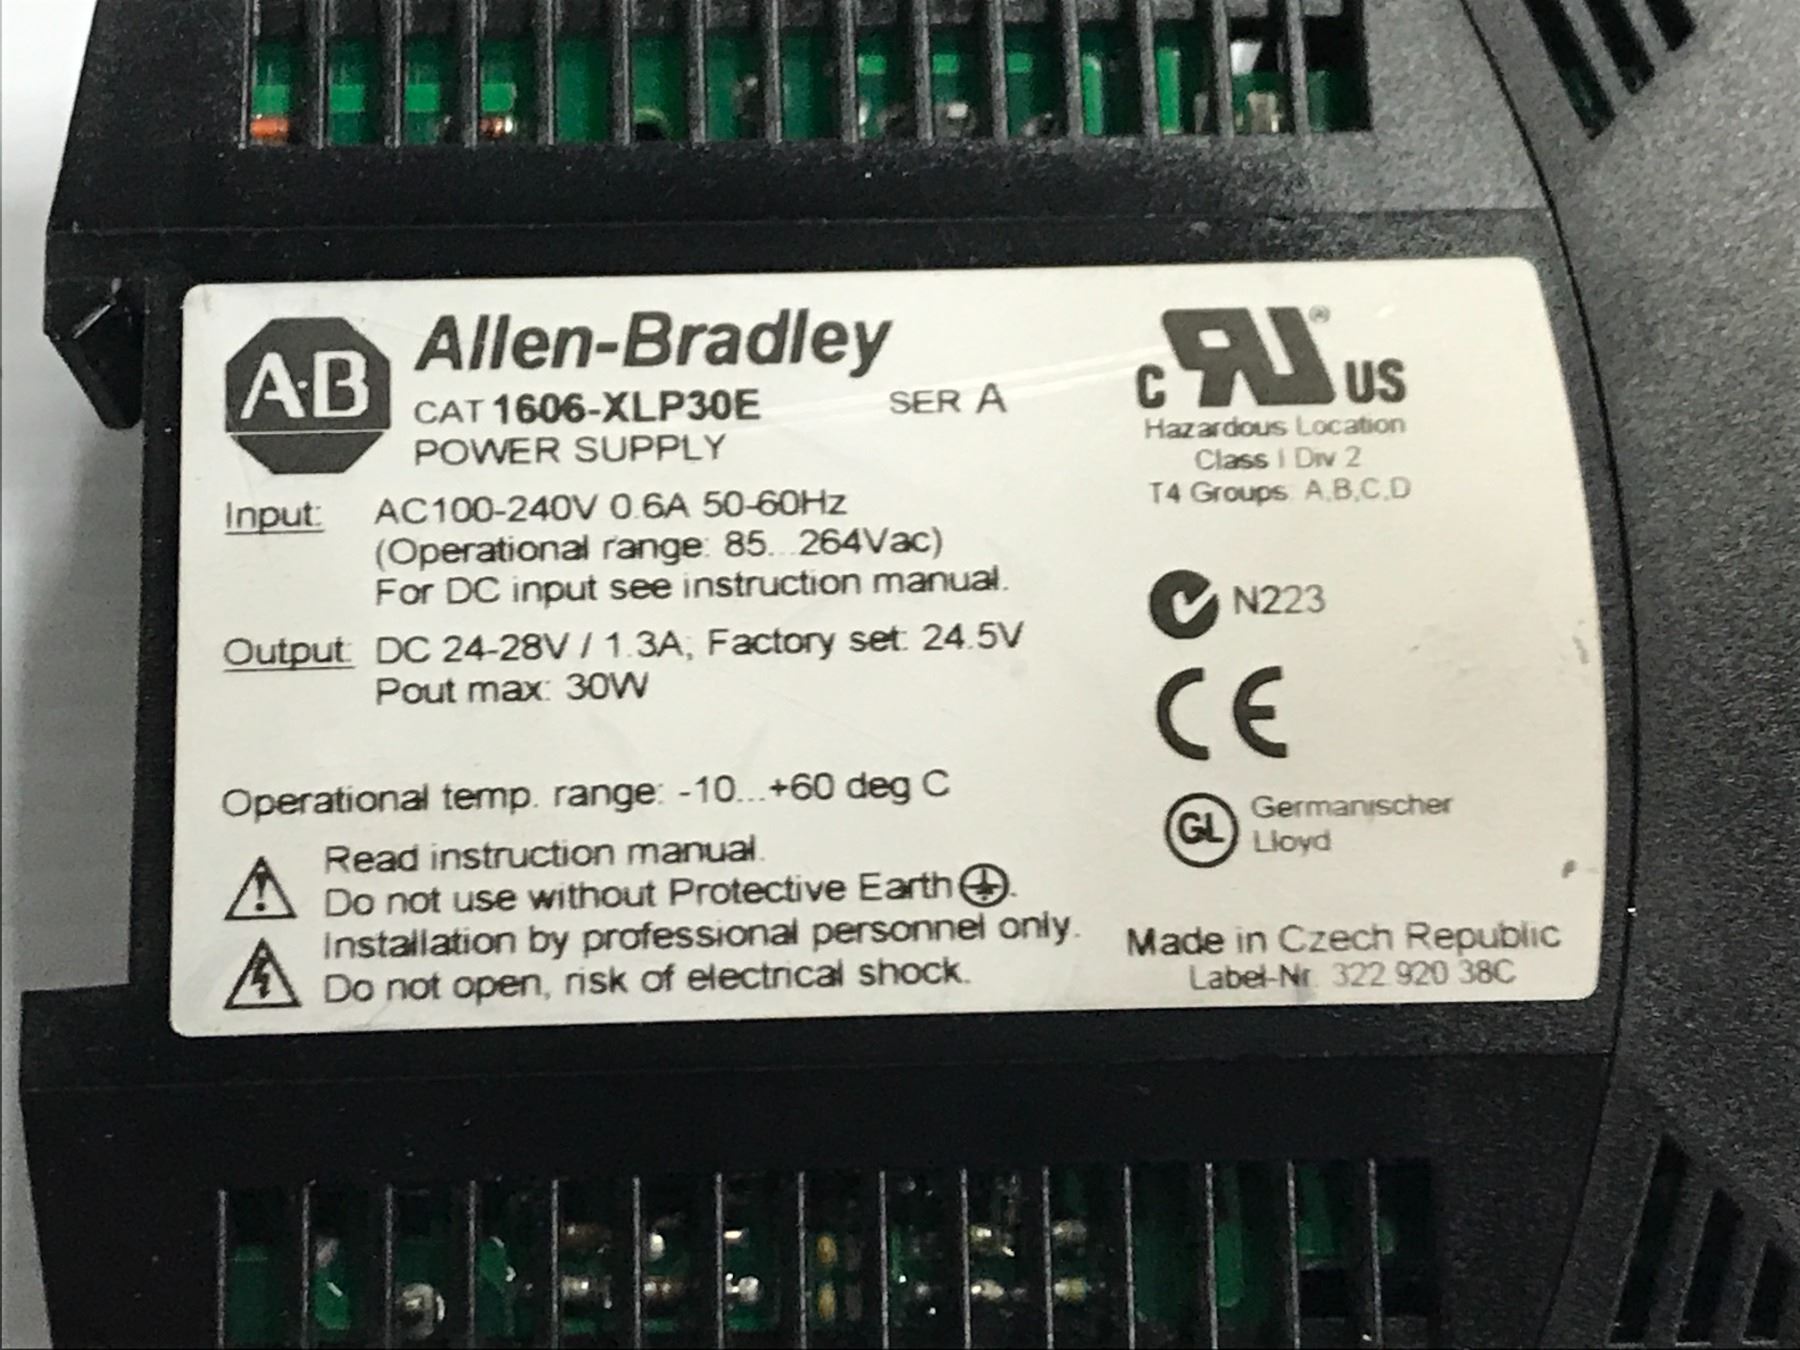 A·B
Allen-Bradley
CAT 1606-XLP30E SER A
POWER SUPPLY
Input: AC100-240V 0.6A 50-60Hz
(Operational range: 85...264Vac)
For DC input see instruction manual.
Output: DC 24-28V / 1.3A; Factory set: 24.5V
Pout max: 30W
Operational temp. range: -10...+60 deg C
Read instruction manual.
Do not use without Protective Earth.
Installation by professional personnel only.
Do not open, risk of electrical shock.
C RU ® US
Hazardous Location
Class I Div 2
T4 Groups: A,B,C,D
N223
CE
GL Germanischer
Lloyd
Made in Czech Republic
Label-Nr. 322 920 38C